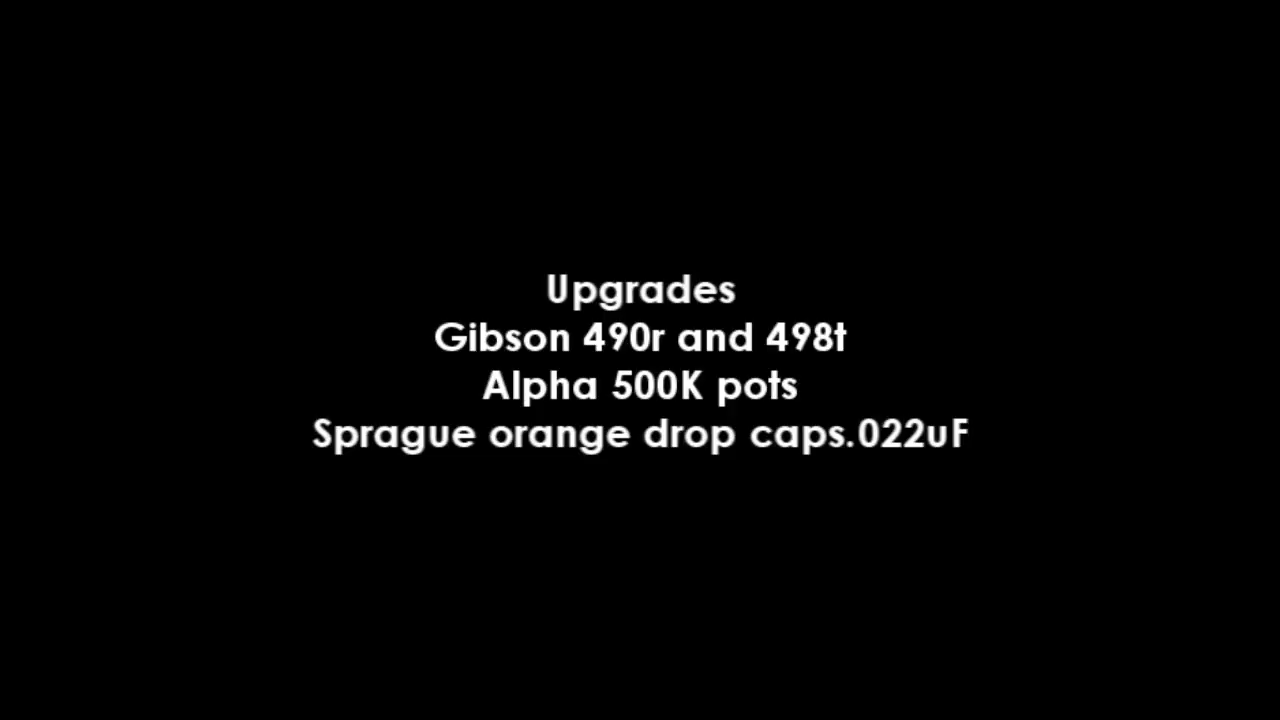 Upgrades
Gibson 490r and 498t
Alpha 500K pots
Sprague orange drop caps.022uF